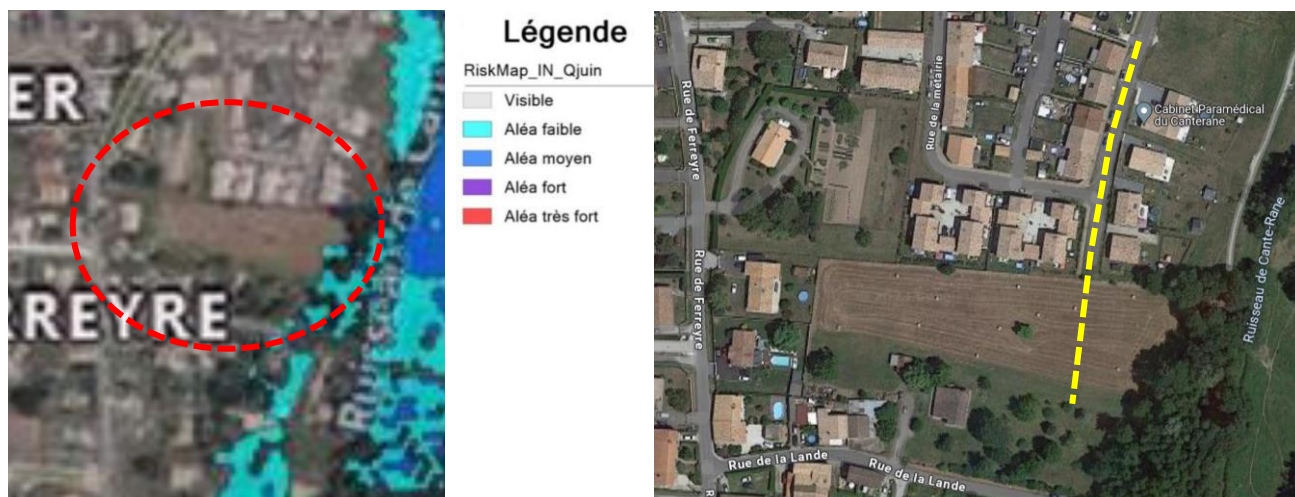 ER
RREYRE
Légende
RiskMap_IN_Qjuin
Visible
Aléa faible
Aléa moyen
Aléa fort
Aléa très fort
Rue de Ferreyre
Rue de la métairie
Cabinet Paramédical
du Canterane
Rue de Ferreyre
Ruisseau de Cante-Rane
Rue de la Lande
Rue de la Lande